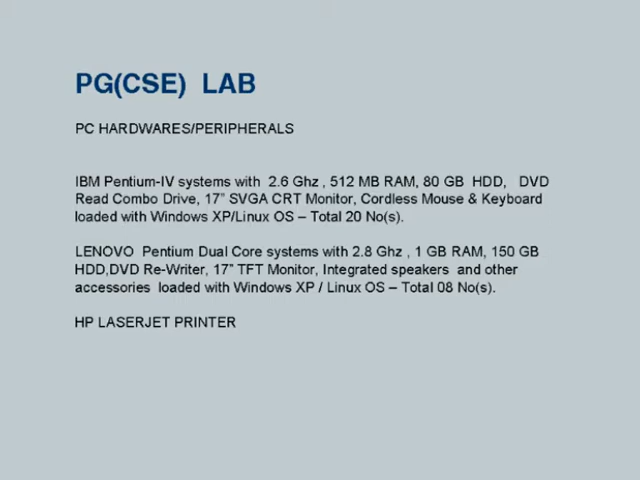 PG(CSE) LAB
PC HARDWARES/PERIPHERALS
IBM Pentium-IV systems with 2.6 Ghz , 512 MB RAM, 80 GB HDD, DVD
Read Combo Drive, 17" SVGA CRT Monitor, Cordless Mouse & Keyboard
loaded with Windows XP/Linux OS – Total 20 No(s).
LENOVO Pentium Dual Core systems with 2.8 Ghz , 1 GB RAM, 150 GB
HDD,DVD Re-Writer, 17" TFT Monitor, Integrated speakers and other
accessories loaded with Windows XP / Linux OS – Total 08 No(s).
HP LASERJET PRINTER